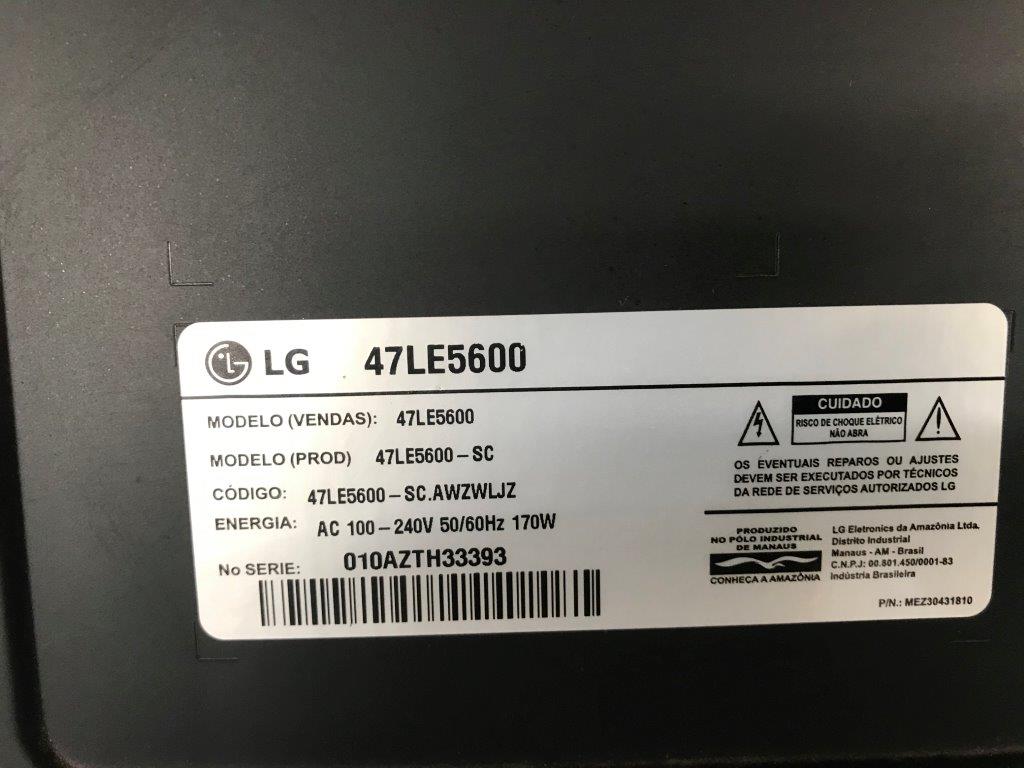 LG 47LE5600
MODELO (VENDAS): 47LE5600
MODELO (PROD) 47LE5600-SC
CÓDIGO: 47LE5600-SC.AWZWLJZ
ENERGIA: AC 100-240V 50/60Hz 170W
No SERIE: 010AZTH33393
CUIDADO
RISCO DE CHOQUE ELÉTRICO
NÃO ABRA
OS EVENTUAIS REPAROS OU AJUSTES
DEVEM SER EXECUTADOS POR TÉCNICOS
DA REDE DE SERVIÇOS AUTORIZADOS LG
PRODUZIDO
NO PÓLO INDUSTRIAL
DE MANAUS
CONHEÇA A AMAZÔNIA
LG Eletronics da Amazônia Ltda.
Distrito Industrial
Manaus - AM - Brasil
C.N.P.J: 00.801.450/0001-83
Indústria Brasileira
P/N.: MEZ30431810